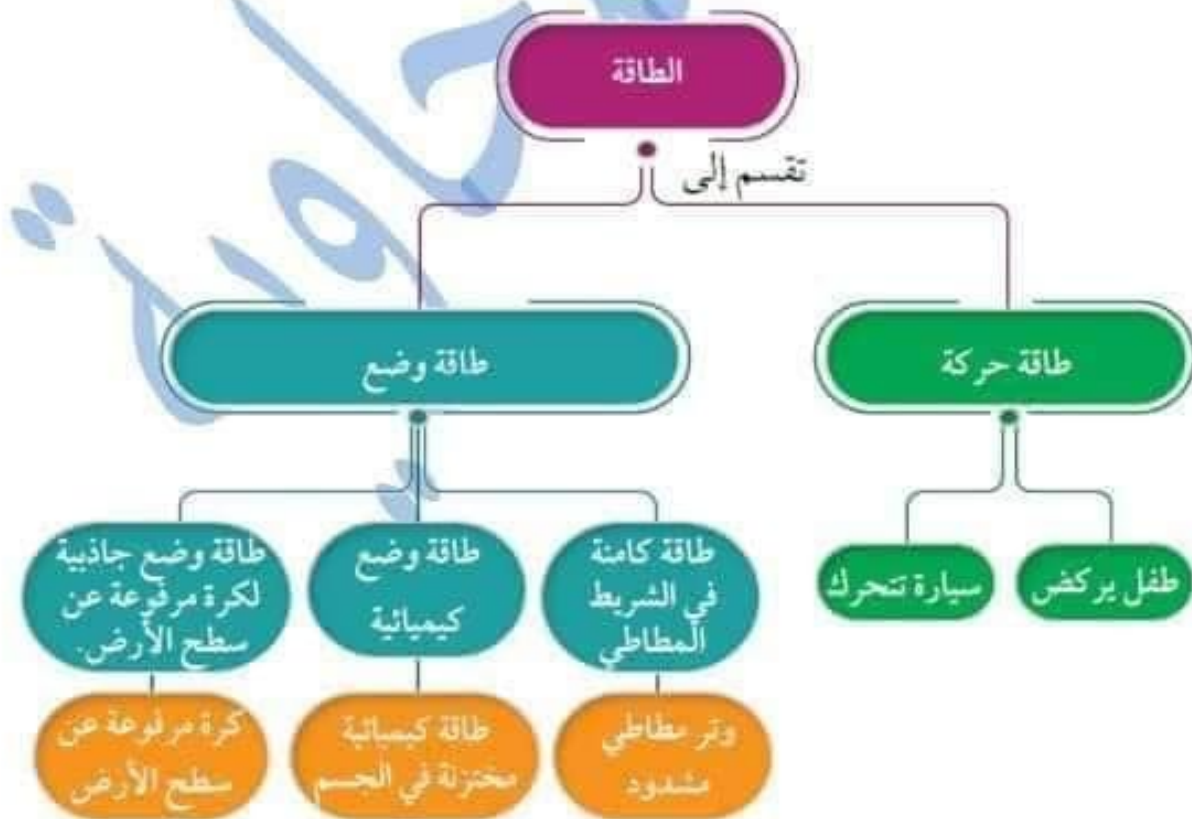 الطاقة
تقسم إلى
طاقة حركة
طاقة وضع
طفل يركض
سيارة تتحرك
طاقة كامنة
في الشريط
المطاطي
طاقة وضع
كيميائية
طاقة وضع جاذبية
لكرة مرفوعة عن
سطح الأرض.
وتر مطاطي
مشدود
طاقة كيميائية
مختزلة في الجسم
كرة مرفوعة عن
سطح الأرض